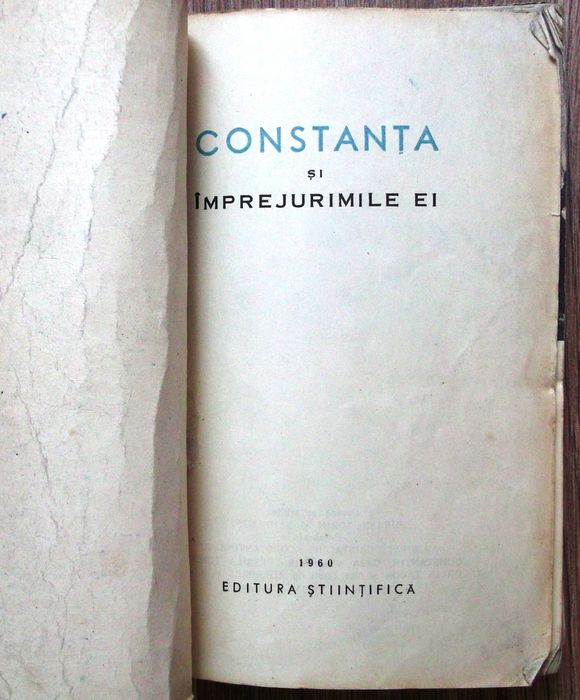 CONSTANȚA
ȘI
ÎMPREJURIMILE EI
1960
EDITURA ȘTIINȚIFICĂ